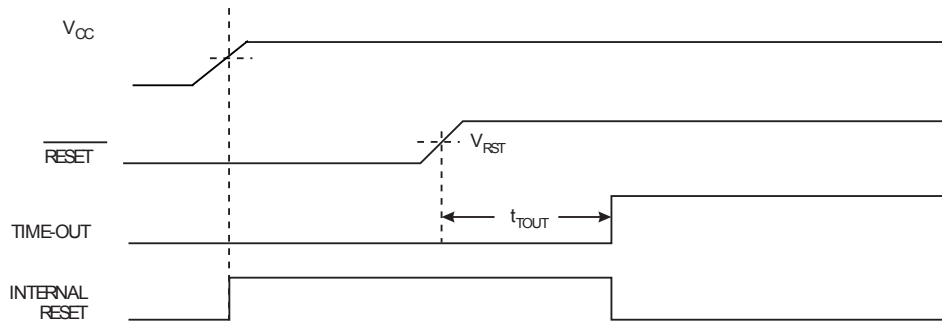 VCC
RESET
VRST
tTOUT
TIME-OUT
INTERNAL
RESET